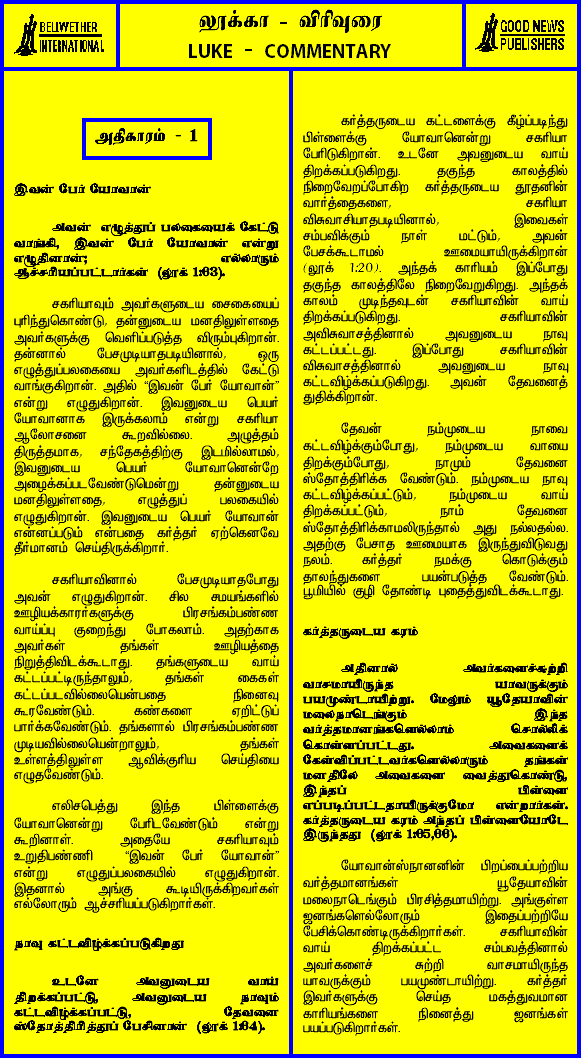 BELLWETHER
INTERNATIONAL
லூக்கா - விரிவுரை
LUKE - COMMENTARY
GOOD NEWS
PUBLISHERS
அதிகாரம் - 1
இவன் பேர் யோவான்
அவன் எழுத்துப் பலகையைக் கேட்டு
வாங்கி, இவன் பேர் யோவான் என்று
எழுதினான்; எல்லாரும்
ஆச்சரியப்பட்டார்கள் (லூக் 1:63).
சகரியாவும் அவர்களுடைய சைகையைப்
புரிந்துகொண்டு, தன்னுடைய மனதிலுள்ளதை
அவர்களுக்கு வெளிப்படுத்த விரும்புகிறான்.
தன்னால் பேசமுடியாதபடியினால், ஒரு
எழுத்துப்பலகையை அவர்களிடத்தில் கேட்டு
வாங்குகிறான். அதில் “இவன் பேர் யோவான்”
என்று எழுதுகிறான். இவனுடைய பெயர்
யோவானாக இருக்கலாம் என்று சகரியா
ஆலோசனை கூறவில்லை. அழுத்தம்
திருத்தமாக, சந்தேகத்திற்கு இடமில்லாமல்,
இவனுடைய பெயர் யோவானென்றே
அழைக்கப்படவேண்டுமென்று தன்னுடைய
மனதிலுள்ளதை, எழுத்துப் பலகையில்
எழுதுகிறான். இவனுடைய பெயர் யோவான்
என்னப்படும் என்பதை கர்த்தர் ஏற்கெனவே
தீர்மானம் செய்திருக்கிறார்.
சகரியாவினால் பேசமுடியாதபோது
அவன் எழுதுகிறான். சில சமயங்களில்
ஊழியக்காரர்களுக்கு பிரசங்கம்பண்ண
வாய்ப்பு குறைந்து போகலாம். அதற்காக
அவர்கள் தங்கள் ஊழியத்தை
நிறுத்திவிடக்கூடாது. தங்களுடைய வாய்
கட்டப்பட்டிருந்தாலும், தங்கள் கைகள்
கட்டப்படவில்லையென்பதை நினைவு
கூரவேண்டும். கண்களை ஏறிட்டுப்
பார்க்கவேண்டும். தங்களால் பிரசங்கம்பண்ண
முடியவில்லையென்றாலும், தங்கள்
உள்ளத்திலுள்ள ஆவிக்குரிய செய்தியை
எழுதவேண்டும்.
எலிசபெத்து இந்த பிள்ளைக்கு
யோவானென்று பேரிடவேண்டும் என்று
கூறினாள். அதையே சகரியாவும்
உறுதிபண்ணி “இவன் பேர் யோவான்”
என்று எழுதுப்பலகையில் எழுதுகிறான்.
இதனால் அங்கு கூடியிருக்கிறவர்கள்
எல்லோரும் ஆச்சரியப்படுகிறார்கள்.
நாவு கட்டவிழ்க்கப்படுகிறது
உடனே அவனுடைய வாய்
திறக்கப்பட்டு, அவனுடைய நாவும்
கட்டவிழ்க்கப்பட்டு, தேவனை
ஸ்தோத்திரித்துப் பேசினான் (லூக் 1:64).
கர்த்தருடைய கட்டளைக்கு கீழ்ப்படிந்து
பிள்ளைக்கு யோவானென்று சகரியா
பேரிடுகிறான். உடனே அவனுடைய வாய்
திறக்கப்படுகிறது. தகுந்த காலத்தில்
நிறைவேறப்போகிற கர்த்தருடைய தூதனின்
வார்த்தைகளை, சகரியா
விசுவாசியாதபடியினால், இவைகள்
சம்பவிக்கும் நாள் மட்டும், அவன்
பேசக்கூடாமல் ஊமையாயிருக்கிறான்
(லூக் 1:20). அந்தக் காரியம் இப்போது
தகுந்த காலத்திலே நிறைவேறுகிறது. அந்தக்
காலம் முடிந்தவுடன் சகரியாவின் வாய்
திறக்கப்படுகிறது. சகரியாவின்
அவிசுவாசத்தினால் அவனுடைய நாவு
கட்டப்பட்டது. இப்போது சகரியாவின்
விசுவாசத்தினால் அவனுடைய நாவு
கட்டவிழ்க்கப்படுகிறது. அவன் தேவனைத்
துதிக்கிறான்.
தேவன் நம்முடைய நாவை
கட்டவிழ்க்கும்போது, நம்முடைய வாயை
திறக்கும்போது, நாமும் தேவனை
ஸ்தோத்திரிக்க வேண்டும். நம்முடைய நாவு
கட்டவிழ்க்கப்பட்டும், நம்முடைய வாய்
திறக்கப்பட்டும், நாம் தேவனை
ஸ்தோத்திரிக்காமலிருந்தால் அது நல்லதல்ல.
அதற்கு பேசாத ஊமையாக இருந்துவிடுவது
நலம். கர்த்தர் நமக்கு கொடுக்கும்
தாலந்துகளை பயன்படுத்த வேண்டும்.
பூமியில் குழி தோண்டி புதைத்துவிடக்கூடாது.
கர்த்தருடைய கரம்
அதினால் அவர்களைச்சுற்றி
வாசமாயிருந்த யாவருக்கும்
பயமுண்டாயிற்று. மேலும் யூதேயாவின்
மலைநாடெங்கும் இந்த
வர்த்தமானங்களெல்லாம் சொல்லிக்
கொள்ளப்பட்டது. அவைகளைக்
கேள்விப்பட்டவர்களெல்லாரும் தங்கள்
மனதிலே அவைகளை வைத்துகொண்டு,
இந்தப் பிள்ளை
எப்படிப்பட்டதாயிருக்குமோ என்றார்கள்.
கர்த்தருடைய கரம் அந்தப் பிள்ளையோடே
இருந்தது (லூக் 1:65,66).
யோவான்ஸ்நானனின் பிறப்பைப்பற்றிய
வர்த்தமானங்கள் யூதேயாவின்
மலைநாடெங்கும் பிரசித்தமாயிற்று. அங்குள்ள
ஜனங்களெல்லோரும் இதைப்பற்றியே
பேசிக்கொண்டிருக்கிறார்கள். சகரியாவின்
வாய் திறக்கப்பட்ட சம்பவத்தினால்
அவர்களைச் சுற்றி வாசமாயிருந்த
யாவருக்கும் பயமுண்டாயிற்று. கர்த்தர்
இவர்களுக்கு செய்த மகத்துவமான
காரியங்களை நினைத்து ஜனங்கள்
பயப்படுகிறார்கள்.